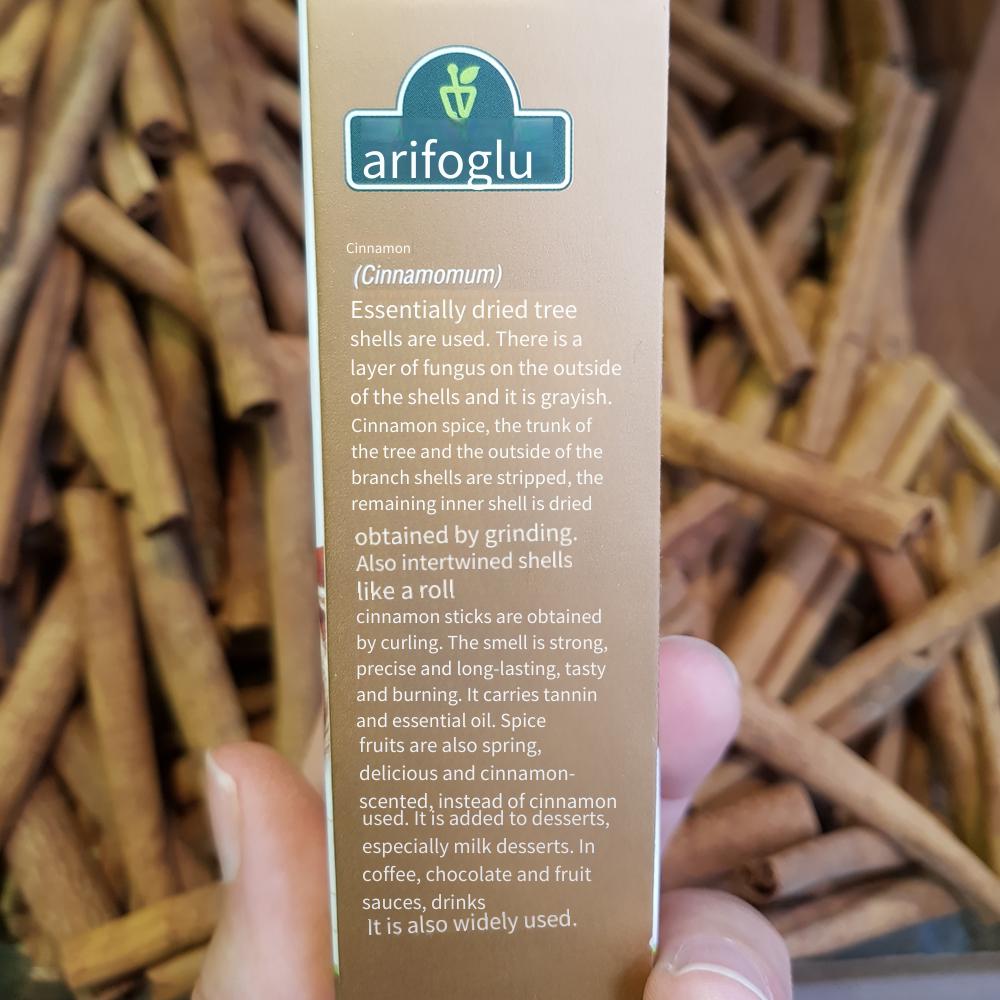 arifoglu
Cinnamon
(Cinnamomum)
Essentially dried tree
shells are used. There is a
layer of fungus on the outside
of the shells and it is grayish.
Cinnamon spice, the trunk of
the tree and the outside of the
branch shells are stripped, the
remaining inner shell is dried
obtained by grinding.
Also intertwined shells
like a roll
cinnamon sticks are obtained
by curling. The smell is strong,
precise and long-lasting, tasty
and burning. It carries tannin
and essential oil. Spice
fruits are also spring,
delicious and cinnamon-
scented, instead of cinnamon
used. It is added to desserts,
especially milk desserts. In
coffee, chocolate and fruit
sauces, drinks
It is also widely used.